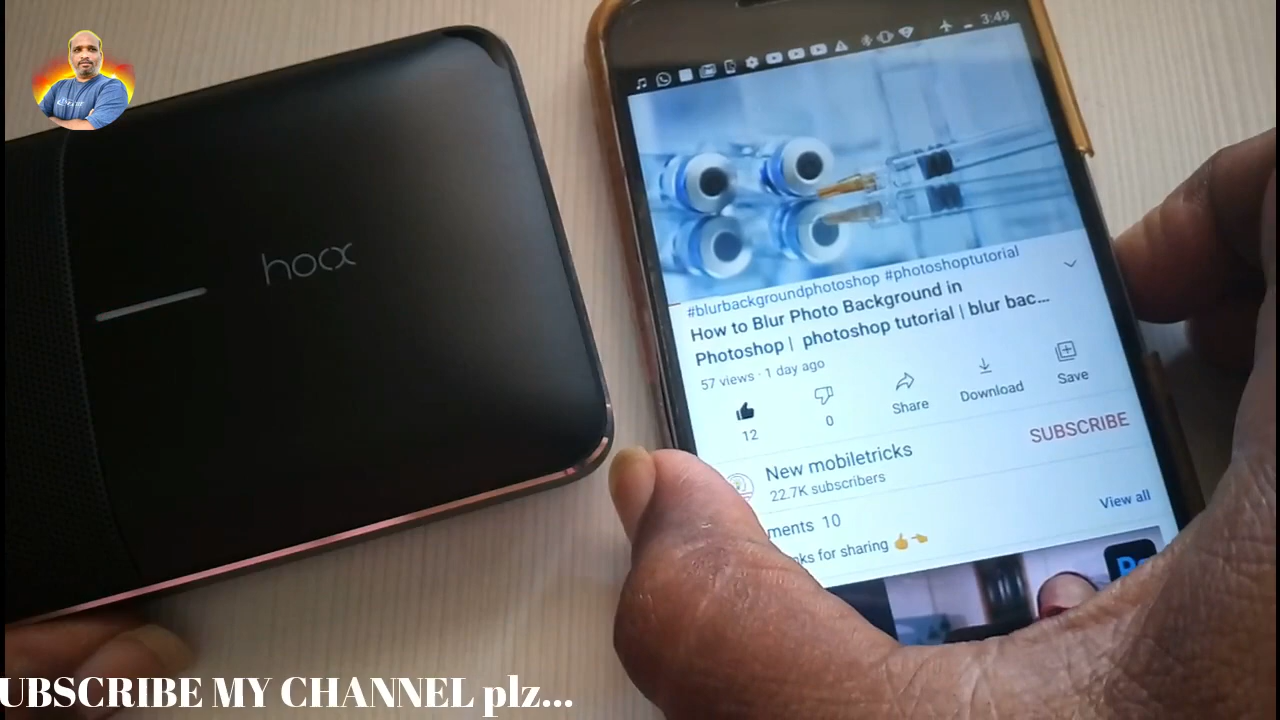 3:49
hoox
#blurbackgroundphotoshop #photoshoptutorial
How to Blur Photo Background in
Photoshop | photoshop tutorial | blur bac...
57 views · 1 day ago
12
0
Share
Download
Save
New mobiletricks
SUBSCRIBE
22.7K subscribers
ments 10
View all
ks for sharing 👍👈
UBSCRIBE MY CHANNEL plz...